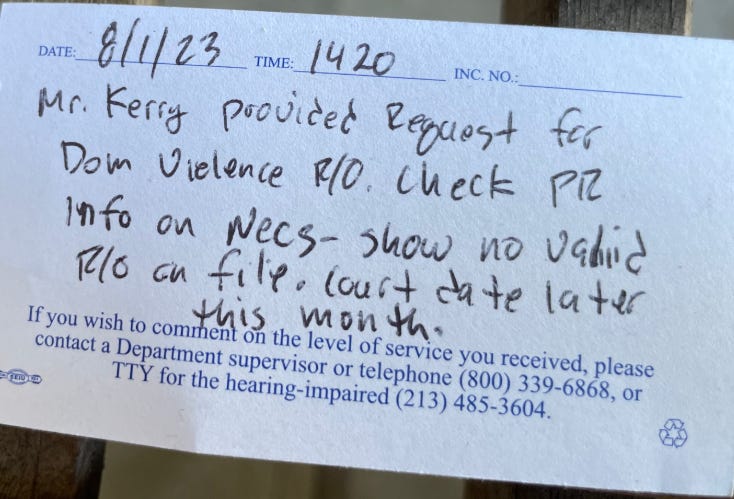 DATE: 8/1/23 TIME: 1420 INC. NO.:
Mr. Kerry provided Request for
Dom Violence R/O. Check PR
Info on Necs - show no valid
R/O on file. Court date later
this month.
If you wish to comment on the level of service you received, please
contact a Department supervisor or telephone (800) 339-6868, or
TTY for the hearing-impaired (213) 485-3604.